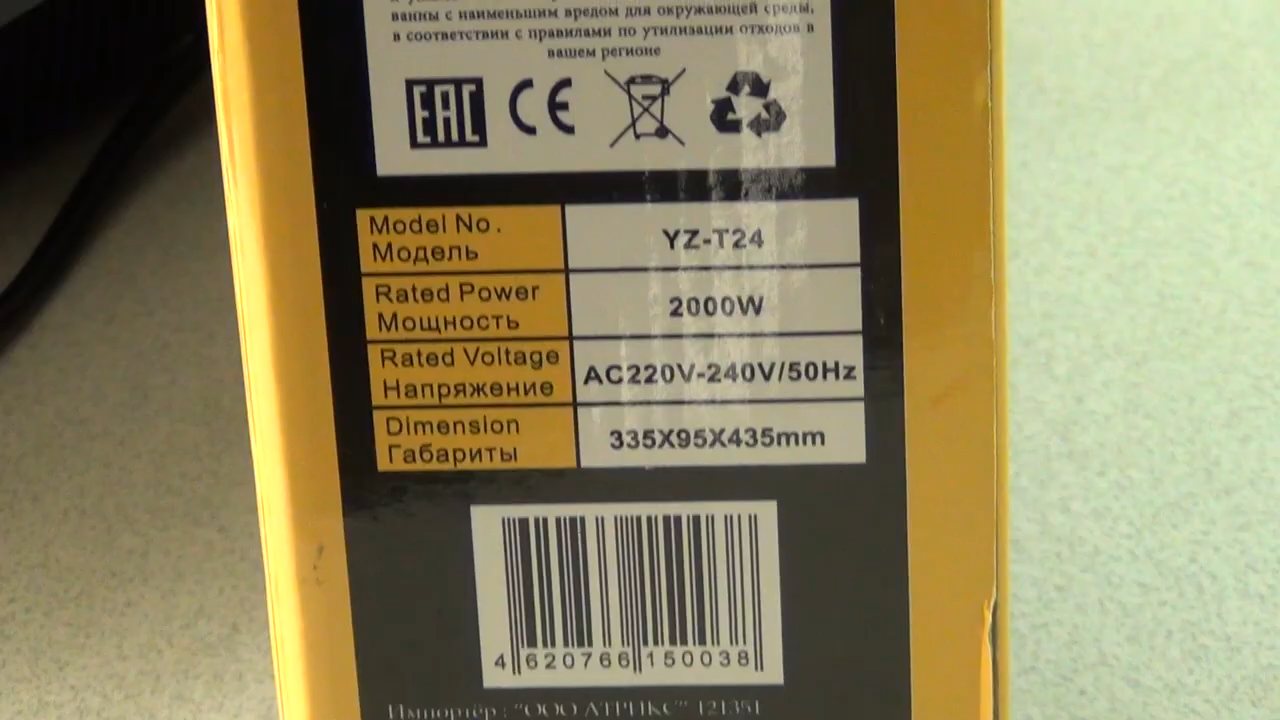 ванны с наименьшим вредом для окружающей среды,
в соответствии с правилами по утилизации отходов в
вашем регионе
EAC CE
Model No.
Модель
YZ-T24
Rated Power
Мощность
2000W
Rated Voltage
Напряжение
AC220V-240V/50Hz
Dimension
Габариты
335X95X435mm
4 620766 150038
Импортёр : "ООО АТРИКС" 121351